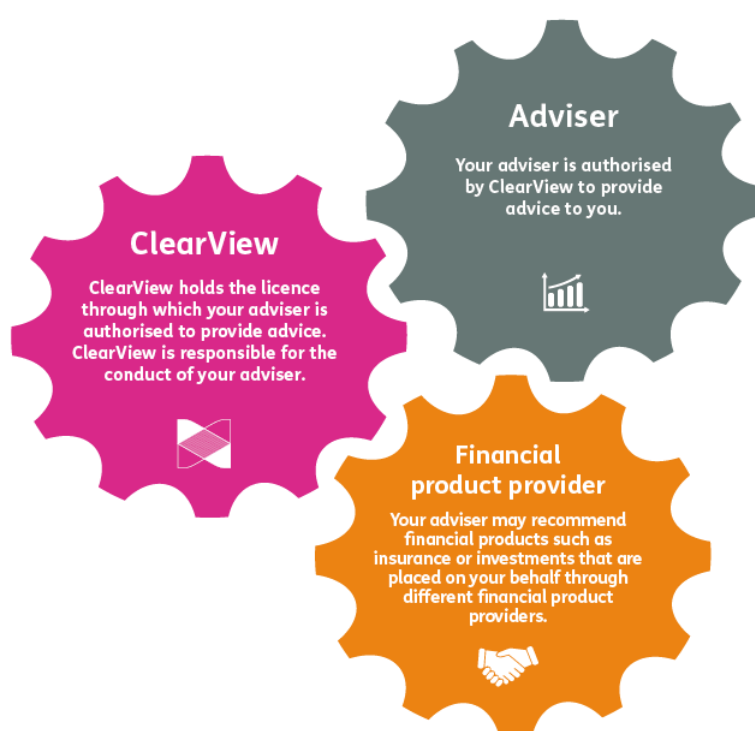 Adviser
Your adviser is authorised
by ClearView to provide
advice to you.
ClearView
ClearView holds the licence
through which your adviser is
authorised to provide advice.
ClearView is responsible for the
conduct of your adviser.
Financial
product provider
Your adviser may recommend
financial products such as
insurance or investments that are
placed on your behalf through
different financial product
providers.